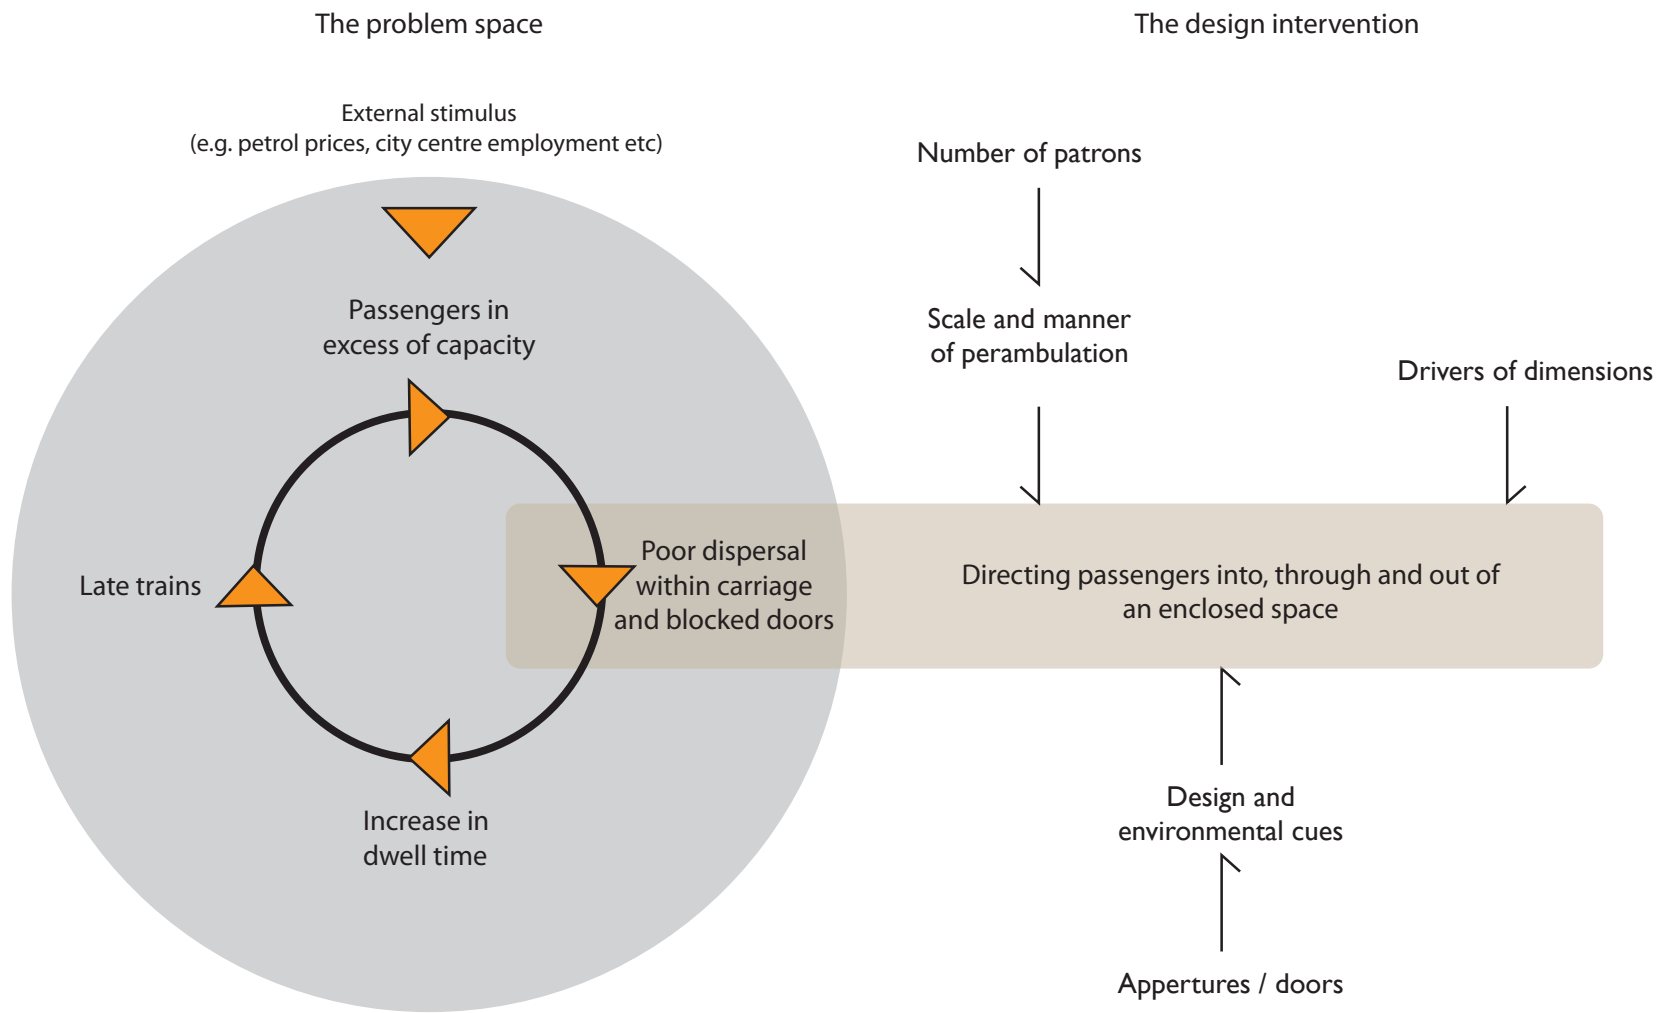 The problem space
The design intervention
External stimulus
(e.g. petrol prices, city centre employment etc)
Number of patrons
Passengers in
excess of capacity
Scale and manner
of perambulation
Drivers of dimensions
Late trains
Poor dispersal
within carriage
and blocked doors
Directing passengers into, through and out of
an enclosed space
Increase in
dwell time
Design and
environmental cues
Appertures / doors